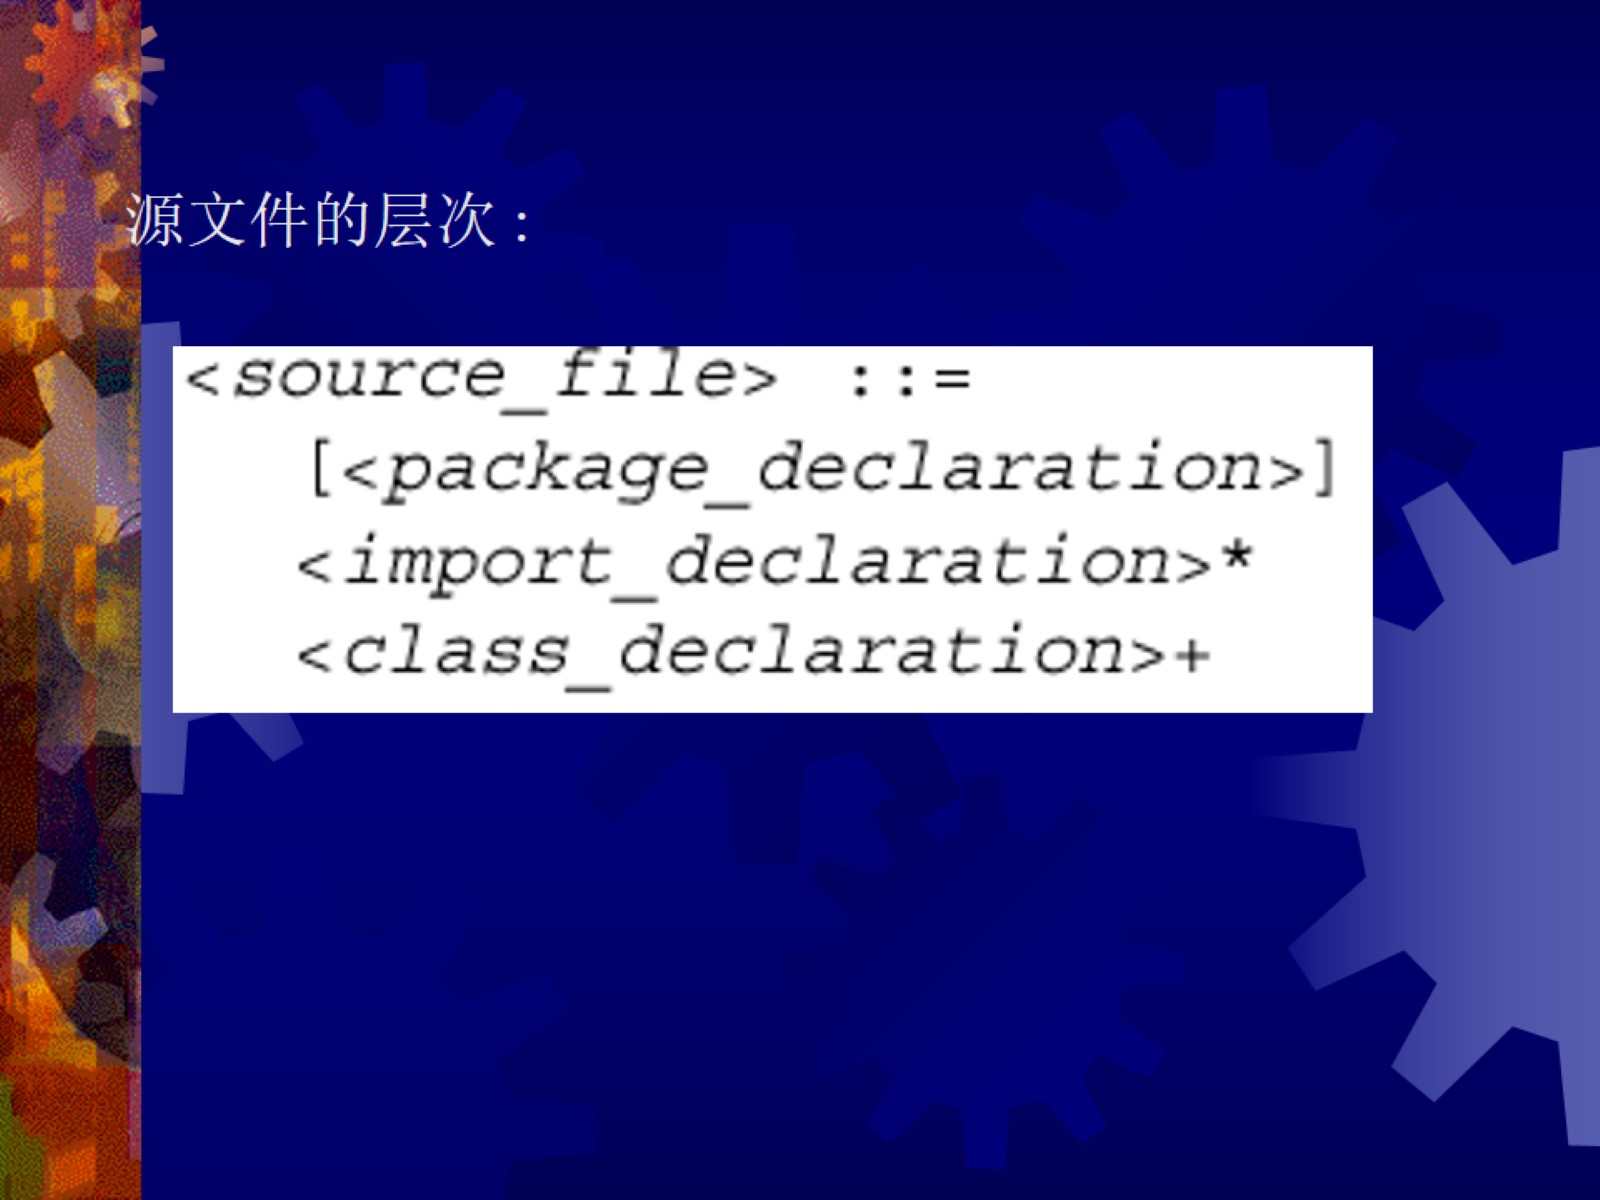 源文件的层次：
<source_file> ::=
[<package_declaration>]
<import_declaration>*
<class_declaration>+